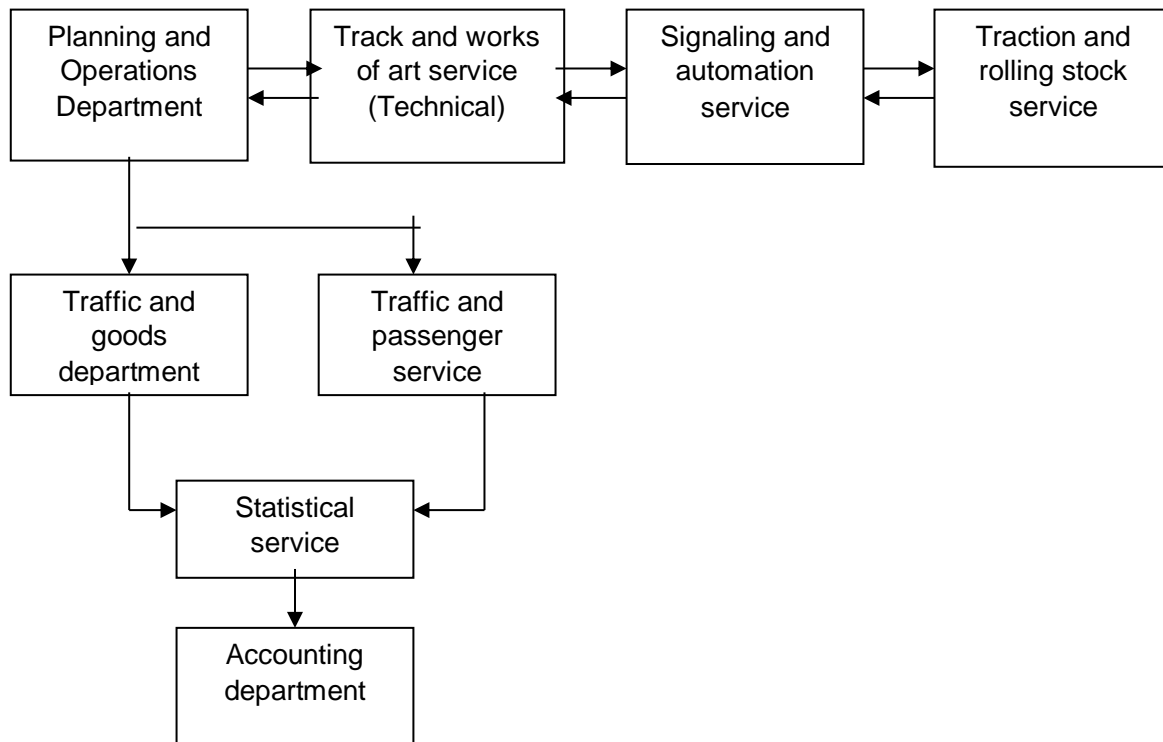 Planning and
Operations
Department
Track and works
of art service
(Technical)
Signaling and
automation
service
Traction and
rolling stock
service
Traffic and
goods
department
Traffic and
passenger
service
Statistical
service
Accounting
department